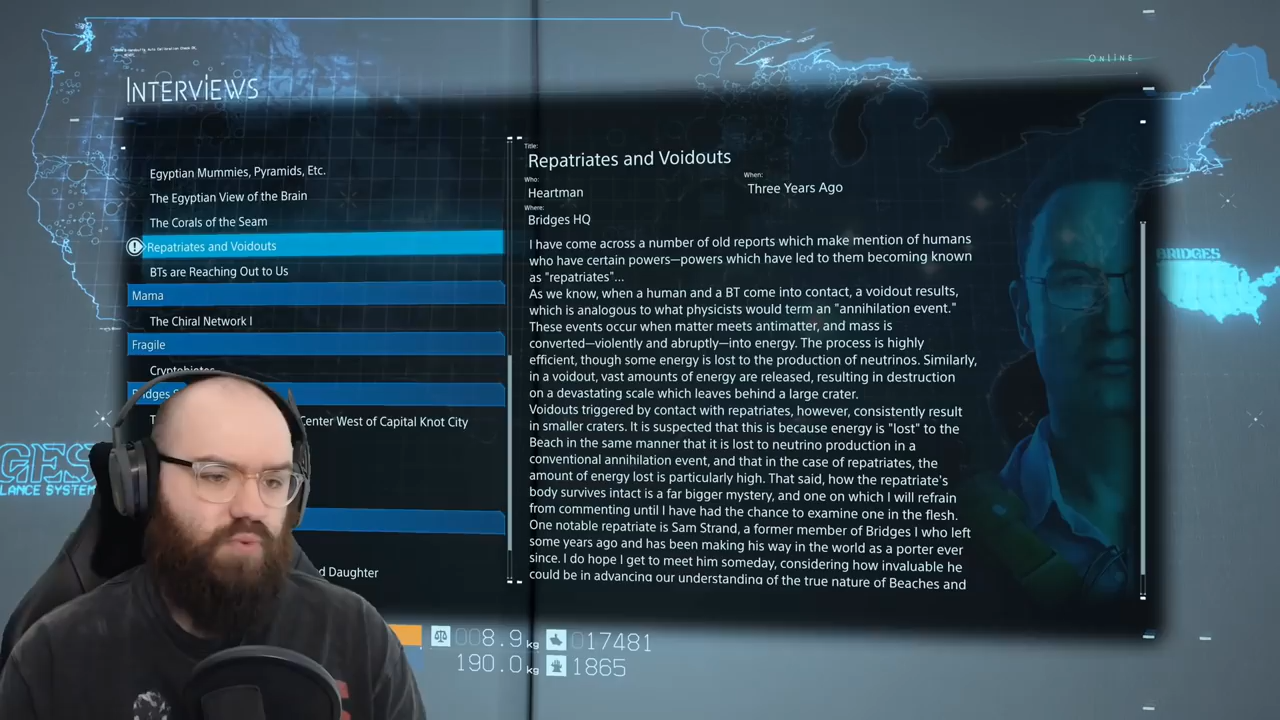 INTERVIEWS
ONLINE
Egyptian Mummies, Pyramids, Etc.
The Egyptian View of the Brain
The Corals of the Seam
Repatriates and Voidouts
BTs are Reaching Out to Us
Mama
The Chiral Network I
Fragile
Cryptobiotes
Center West of Capital Knot City
d Daughter
Title:
Repatriates and Voidouts
Who:
Heartman
When:
Three Years Ago
Where:
Bridges HQ
I have come across a number of old reports which make mention of humans
who have certain powers—powers which have led to them becoming known
as "repatriates"...
As we know, when a human and a BT come into contact, a voidout results,
which is analogous to what physicists would term an "annihilation event."
These events occur when matter meets antimatter, and mass is
converted—violently and abruptly—into energy. The process is highly
efficient, though some energy is lost to the production of neutrinos. Similarly,
in a voidout, vast amounts of energy are released, resulting in destruction
on a devastating scale which leaves behind a large crater.
Voidouts triggered by contact with repatriates, however, consistently result
in smaller craters. It is suspected that this is because energy is "lost" to the
Beach in the same manner that it is lost to neutrino production in a
conventional annihilation event, and that in the case of repatriates, the
amount of energy lost is particularly high. That said, how the repatriate's
body survives intact is a far bigger mystery, and one on which I will refrain
from commenting until I have had the chance to examine one in the flesh.
One notable repatriate is Sam Strand, a former member of Bridges I who left
some years ago and has been making his way in the world as a porter ever
since. I do hope I get to meet him someday, considering how invaluable he
could be in advancing our understanding of the true nature of Beaches and
BRIDGES
GES
LANCE SYSTEM
008.9 kg
017481
190.0 kg
1865